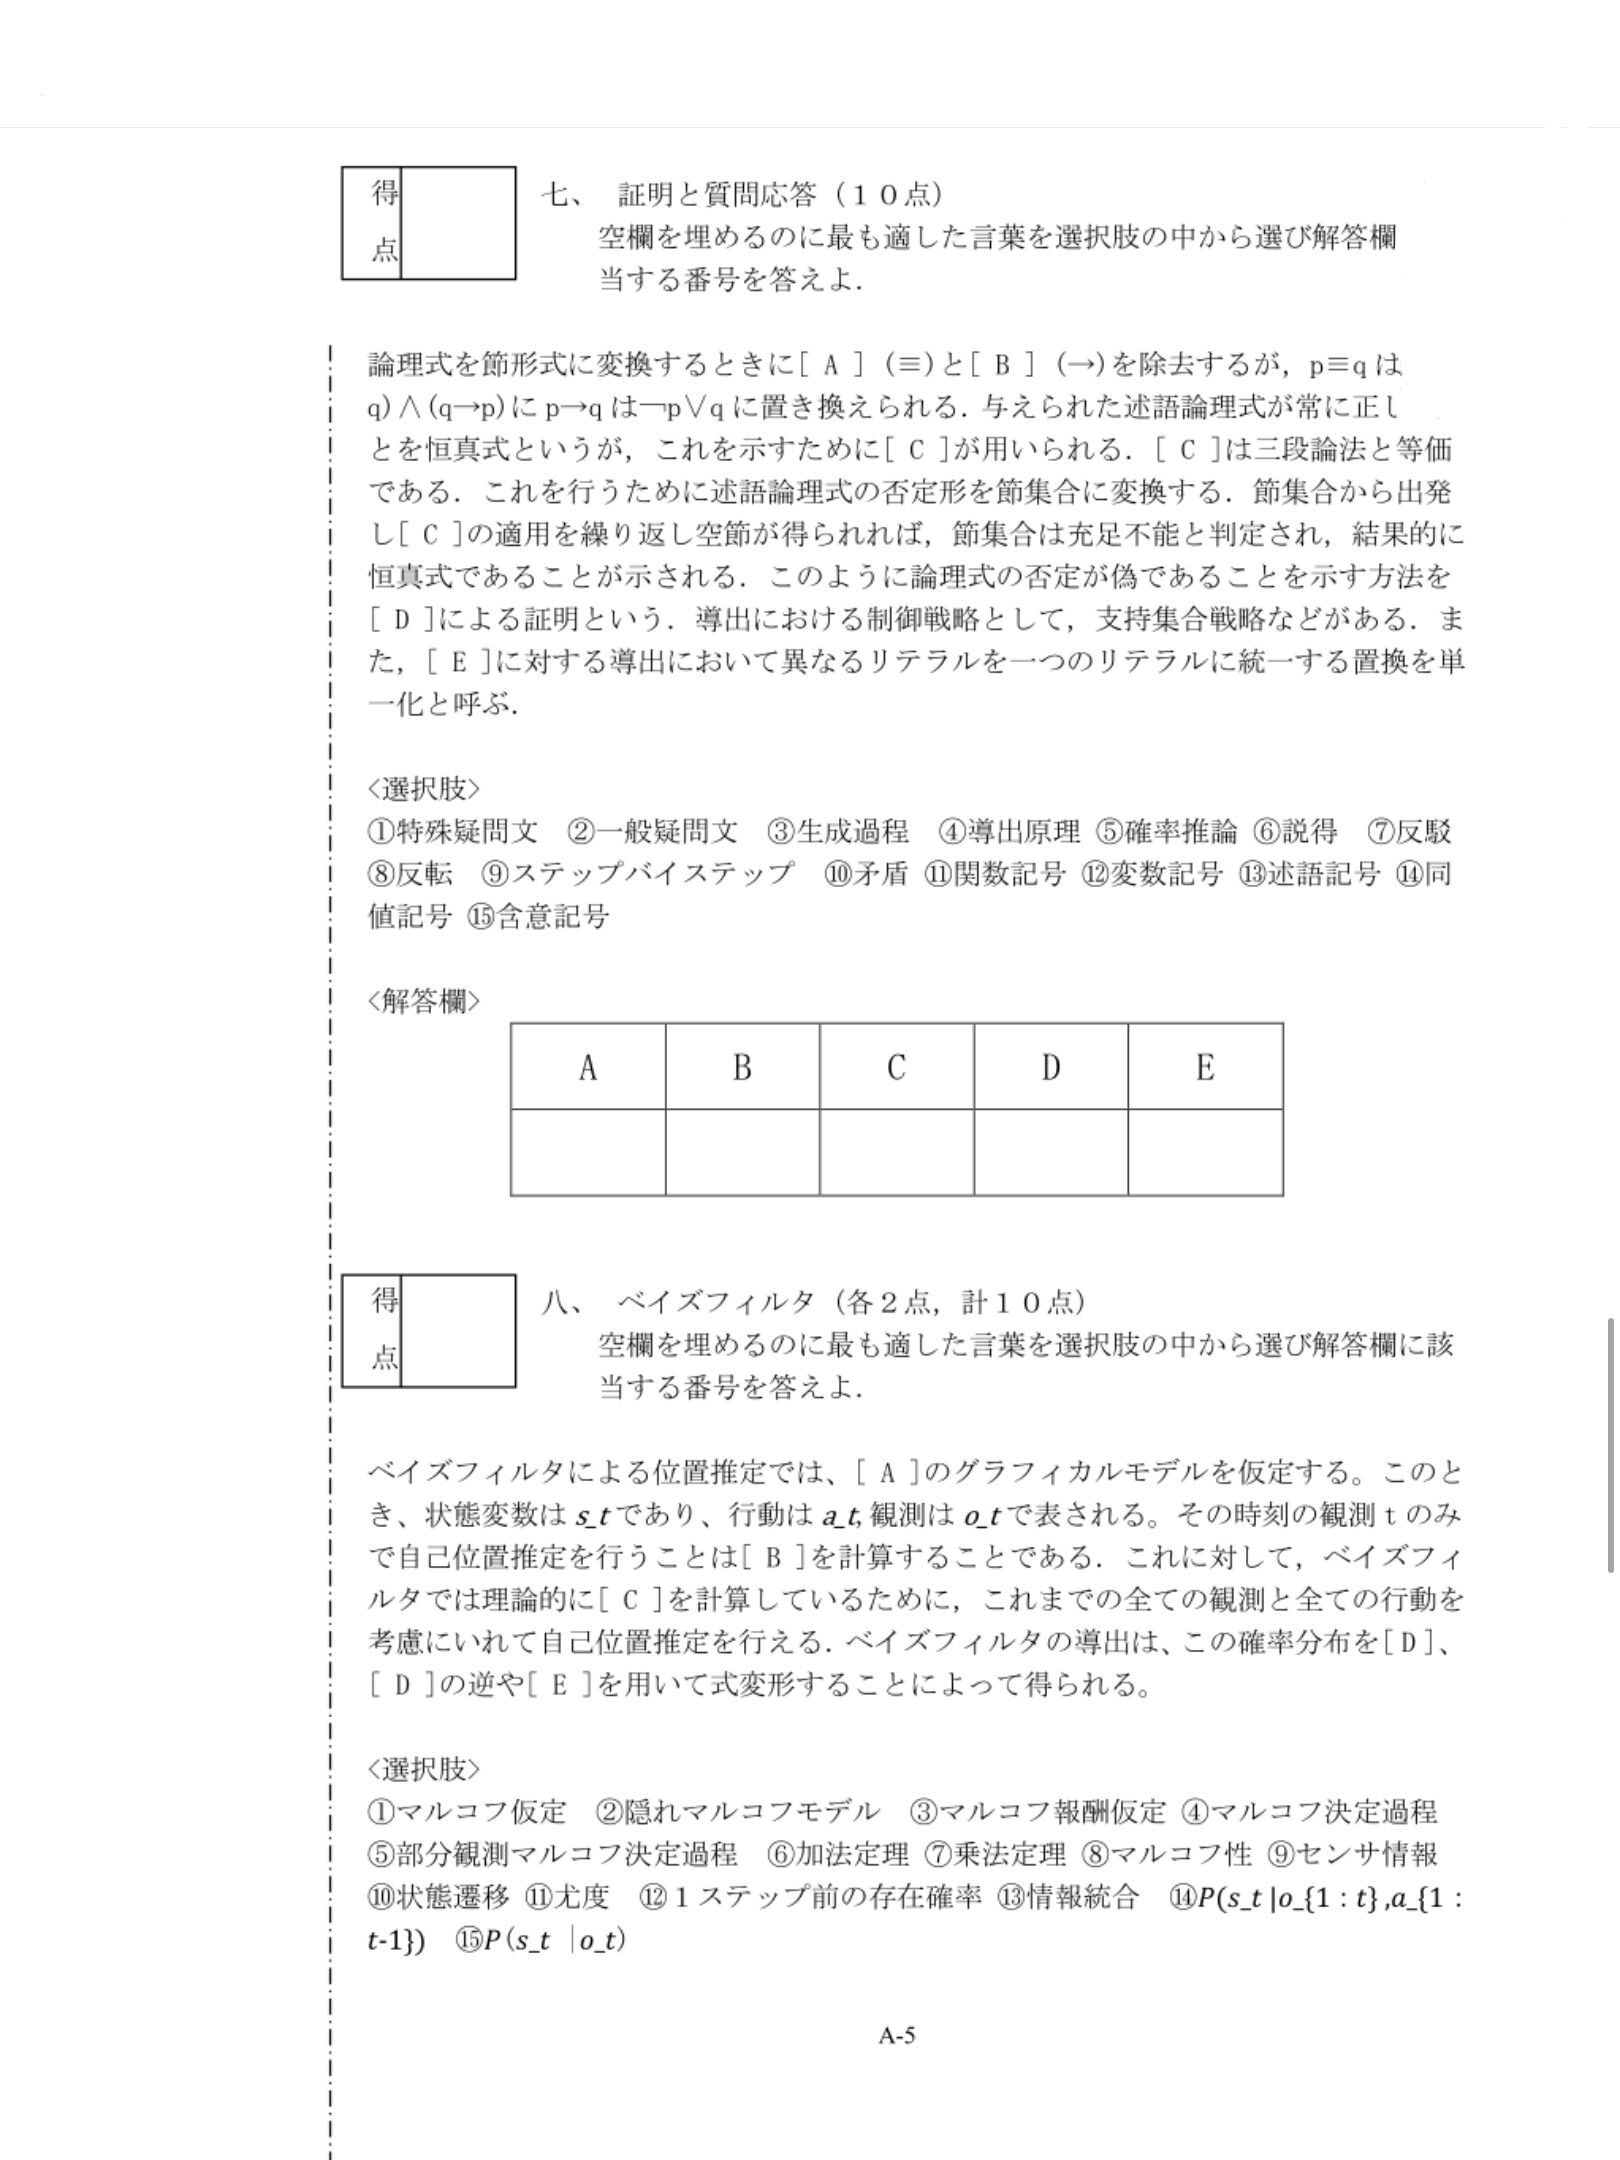 得
点
七、 証明と質問応答（１０点）
空欄を埋めるのに最も適した言葉を選択肢の中から選び解答欄
当する番号を答えよ．
論理式を節形式に変換するときに[ A ] (≡)と[ B ] (→)を除去するが，p≡q は
q)∧(q→p)に p→q は￢p∨q に置き換えられる．与えられた述語論理式が常に正し
とを恒真式というが，これを示すために[ C ]が用いられる．[ C ]は三段論法と等価
である．これを行うために述語論理式の否定形を節集合に変換する．節集合から出発
し[ C ]の適用を繰り返し空節が得られれば，節集合は充足不能と判定され，結果的に
恒真式であることが示される．このように論理式の否定が偽であることを示す方法を
[ D ]による証明という．導出における制御戦略として，支持集合戦略などがある．ま
た，[ E ]に対する導出において異なるリテラルを一つのリテラルに統一する置換を単
一化と呼ぶ．
<選択肢>
①特殊疑問文 ②一般疑問文 ③生成過程 ④導出原理 ⑤確率推論 ⑥説得 ⑦反駁
⑧反転 ⑨ステップバイステップ ⑩矛盾 ⑪関数記号 ⑫変数記号 ⑬述語記号 ⑭同
値記号 ⑮含意記号
<解答欄>
A B C D E
得
点
八、 ベイズフィルタ（各２点，計１０点）
空欄を埋めるのに最も適した言葉を選択肢の中から選び解答欄に該
当する番号を答えよ．
ベイズフィルタによる位置推定では、[ A ]のグラフィカルモデルを仮定する。このと
き、状態変数は s_t であり、行動は a_t, 観測は o_t で表される。その時刻の観測 t のみ
で自己位置推定を行うことは[ B ]を計算することである．これに対して，ベイズフィ
ルタでは理論的に[ C ]を計算しているために，これまでの全ての観測と全ての行動を
考慮にいれて自己位置推定を行える．ベイズフィルタの導出は、この確率分布を[D]、
[ D ]の逆や[ E ]を用いて式変形することによって得られる。
<選択肢>
①マルコフ仮定 ②隠れマルコフモデル ③マルコフ報酬仮定 ④マルコフ決定過程
⑤部分観測マルコフ決定過程 ⑥加法定理 ⑦乗法定理 ⑧マルコフ性 ⑨センサ情報
⑩状態遷移 ⑪尤度 ⑫１ステップ前の存在確率 ⑬情報統合 ⑭P(s_t |o_{1 : t} ,a_{1 :
t-1}) ⑮P(s_t |o_t)
A-5